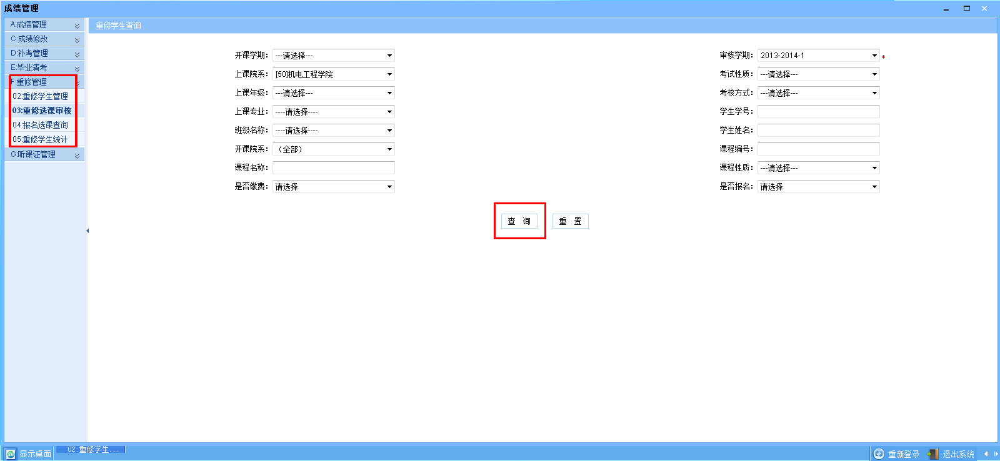 成绩管理
A:成绩管理
C:成绩修改
D:补考管理
E:毕业清考
F:重修管理
02:重修学生管理
03:重修选课审核
04:报名选课查询
05:重修学生统计
G:听课证管理
重修学生查询
开课学期: ---请选择---
审核学期: 2013-2014-1 *
上课院系: [50]机电工程学院
考试性质: ---请选择---
上课年级: ---请选择---
考核方式: ---请选择---
上课专业: ----请选择----
学生学号:
班级名称: ----请选择----
学生姓名:
开课院系: （全部）
课程编号:
课程名称:
课程性质: ---请选择---
是否缴费: 请选择
是否报名: 请选择
查 询 重 置
显示桌面 02:重修学生... 重新登录 退出系统